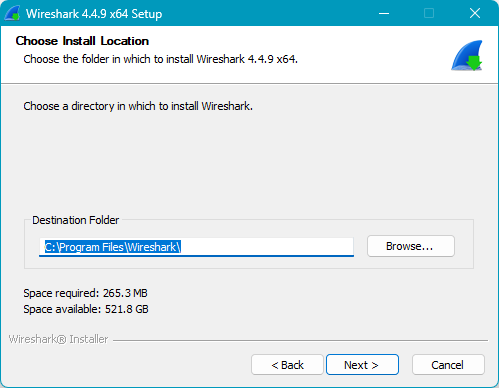 Wireshark 4.4.9 x64 Setup
Choose Install Location
Choose the folder in which to install Wireshark 4.4.9 x64.
Choose a directory in which to install Wireshark.
Destination Folder
C:\Program Files\Wireshark\
Browse...
Space required: 265.3 MB
Space available: 521.8 GB
Wireshark® Installer
< Back
Next >
Cancel